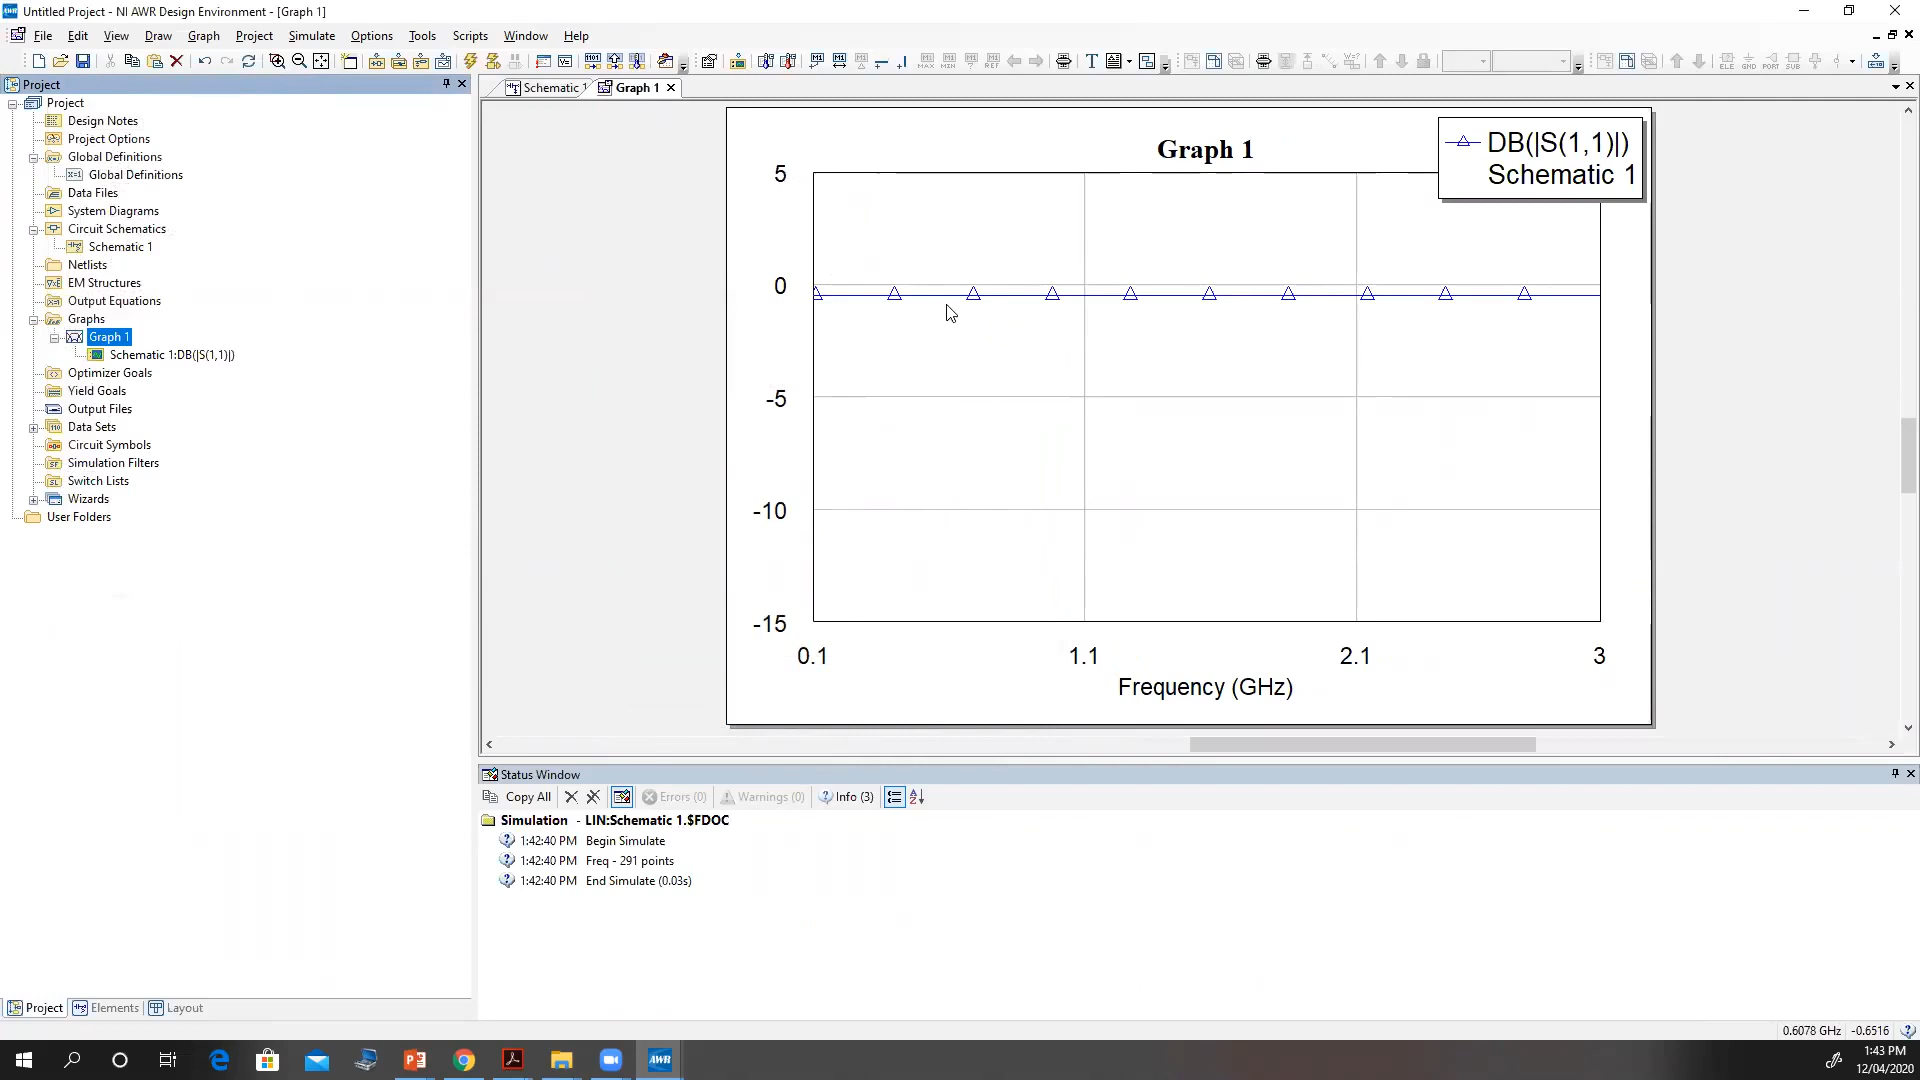 Untitled Project - NI AWR Design Environment - [Graph 1]
File Edit View Draw Graph Project Simulate Options Tools Scripts Window Help
Project
Project
Design Notes
Project Options
Global Definitions
Global Definitions
Data Files
System Diagrams
Circuit Schematics
Schematic 1
Netlists
EM Structures
Output Equations
Graphs
Graph 1
Schematic 1:DB(|S(1,1)|)
Optimizer Goals
Yield Goals
Output Files
Data Sets
Circuit Symbols
Simulation Filters
Switch Lists
Wizards
User Folders
Project Elements Layout
Schematic 1 Graph 1
Graph 1
DB(|S(1,1)|)
Schematic 1
5
0
-5
-10
-15
0.1 1.1 2.1 3
Frequency (GHz)
Status Window
Copy All Errors (0) Warnings (0) Info (3)
Simulation - LIN:Schematic 1.$FDOC
1:42:40 PM Begin Simulate
1:42:40 PM Freq - 291 points
1:42:40 PM End Simulate (0.03s)
0.6078 GHz -0.6516
AWR
1:43 PM
12/04/2020